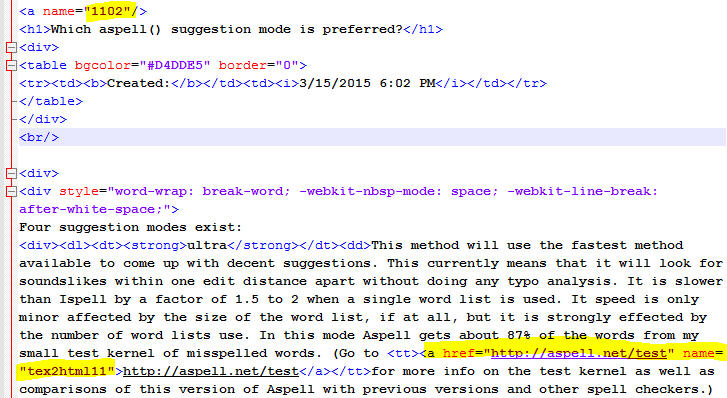 <a name="1102"/>
<h1>Which aspell() suggestion mode is preferred?</h1>
<div>
<table bgcolor="#D4DDE5" border="0">
<tr><td><b>Created:</b></td><td><i>3/15/2015 6:02 PM</i></td></tr>
</table>
</div>
<br/>
<div>
<div style="word-wrap: break-word; -webkit-nbsp-mode: space; -webkit-line-break:
after-white-space;">
Four suggestion modes exist:
<div><dl><dt><strong>ultra</strong></dt><dd>This method will use the fastest method
available to come up with decent suggestions. This currently means that it will look for
soundslikes within one edit distance apart without doing any typo analysis. It is slower
than Ispell by a factor of 1.5 to 2 when a single word list is used. It speed is only
minor affected by the size of the word list, if at all, but it is strongly effected by
the number of word lists use. In this mode Aspell gets about 87% of the words from my
small test kernel of misspelled words. (Go to <tt><a href="http://aspell.net/test" name=
"tex2html11">http://aspell.net/test</a></tt>for more info on the test kernel as well as
comparisons of this version of Aspell with previous versions and other spell checkers.)